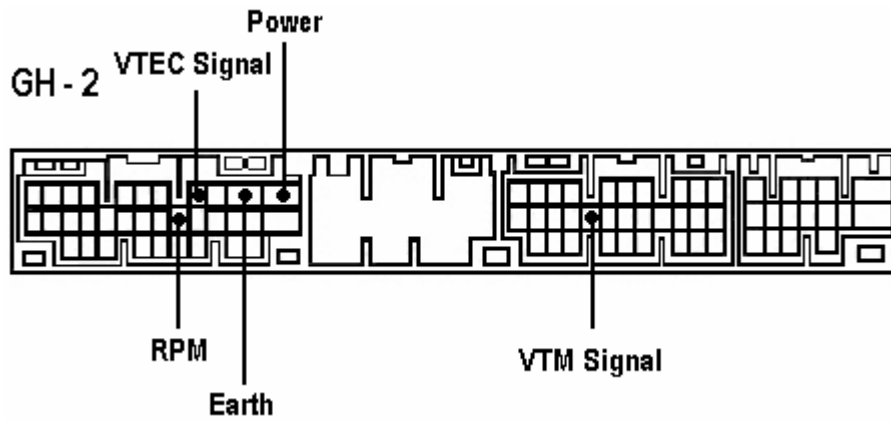 Power
VTEC Signal
GH - 2
RPM
VTM Signal
Earth